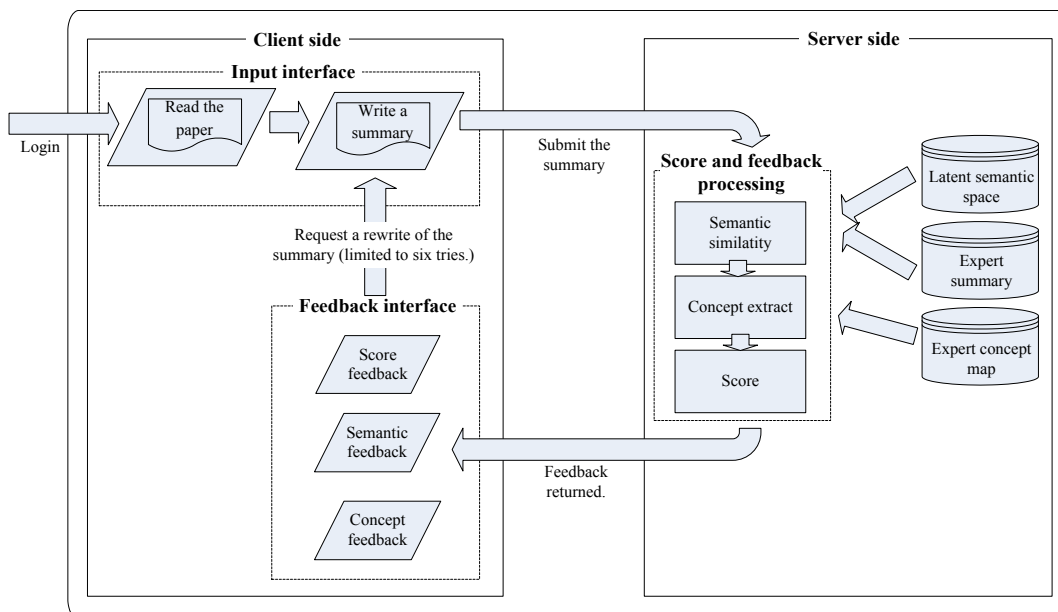 Client side
Server side
Input interface
Read the
paper
Write a
summary
Login
Submit the
summary
Score and feedback
processing
Latent semantic
space
Semantic
similatity
Request a rewrite of the
summary (limited to six tries.)
Expert
summary
Feedback interface
Concept extract
Score
feedback
Expert concept
map
Score
Semantic
feedback
Feedback
returned.
Concept
feedback